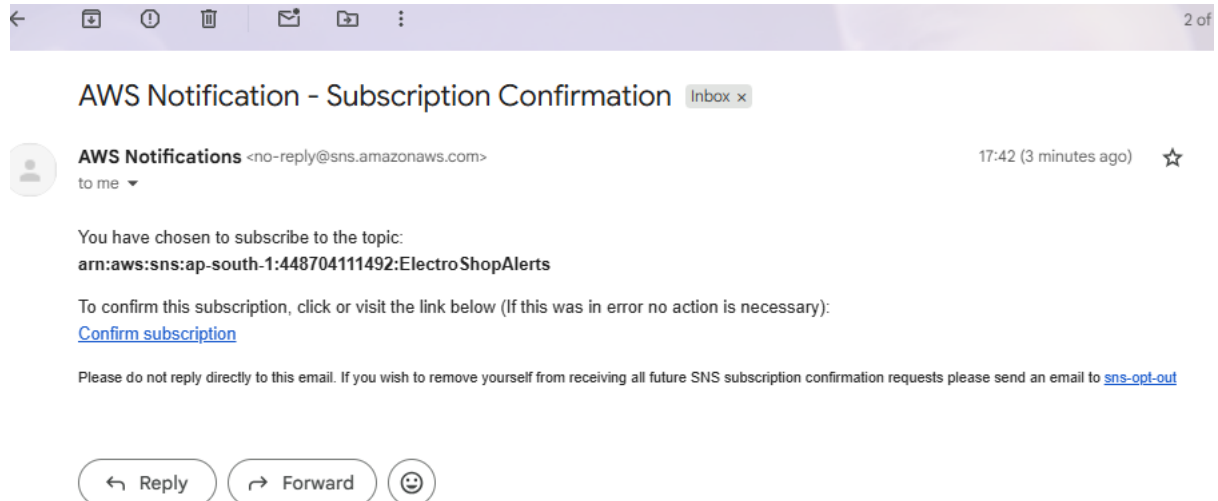 2 of
AWS Notification - Subscription Confirmation Inbox x
AWS Notifications <no-reply@sns.amazonaws.com> 17:42 (3 minutes ago)
to me
You have chosen to subscribe to the topic:
arn:aws:sns:ap-south-1:448704111492:ElectroShopAlerts
To confirm this subscription, click or visit the link below (If this was in error no action is necessary):
Confirm subscription
Please do not reply directly to this email. If you wish to remove yourself from receiving all future SNS subscription confirmation requests please send an email to sns-opt-out
Reply Forward